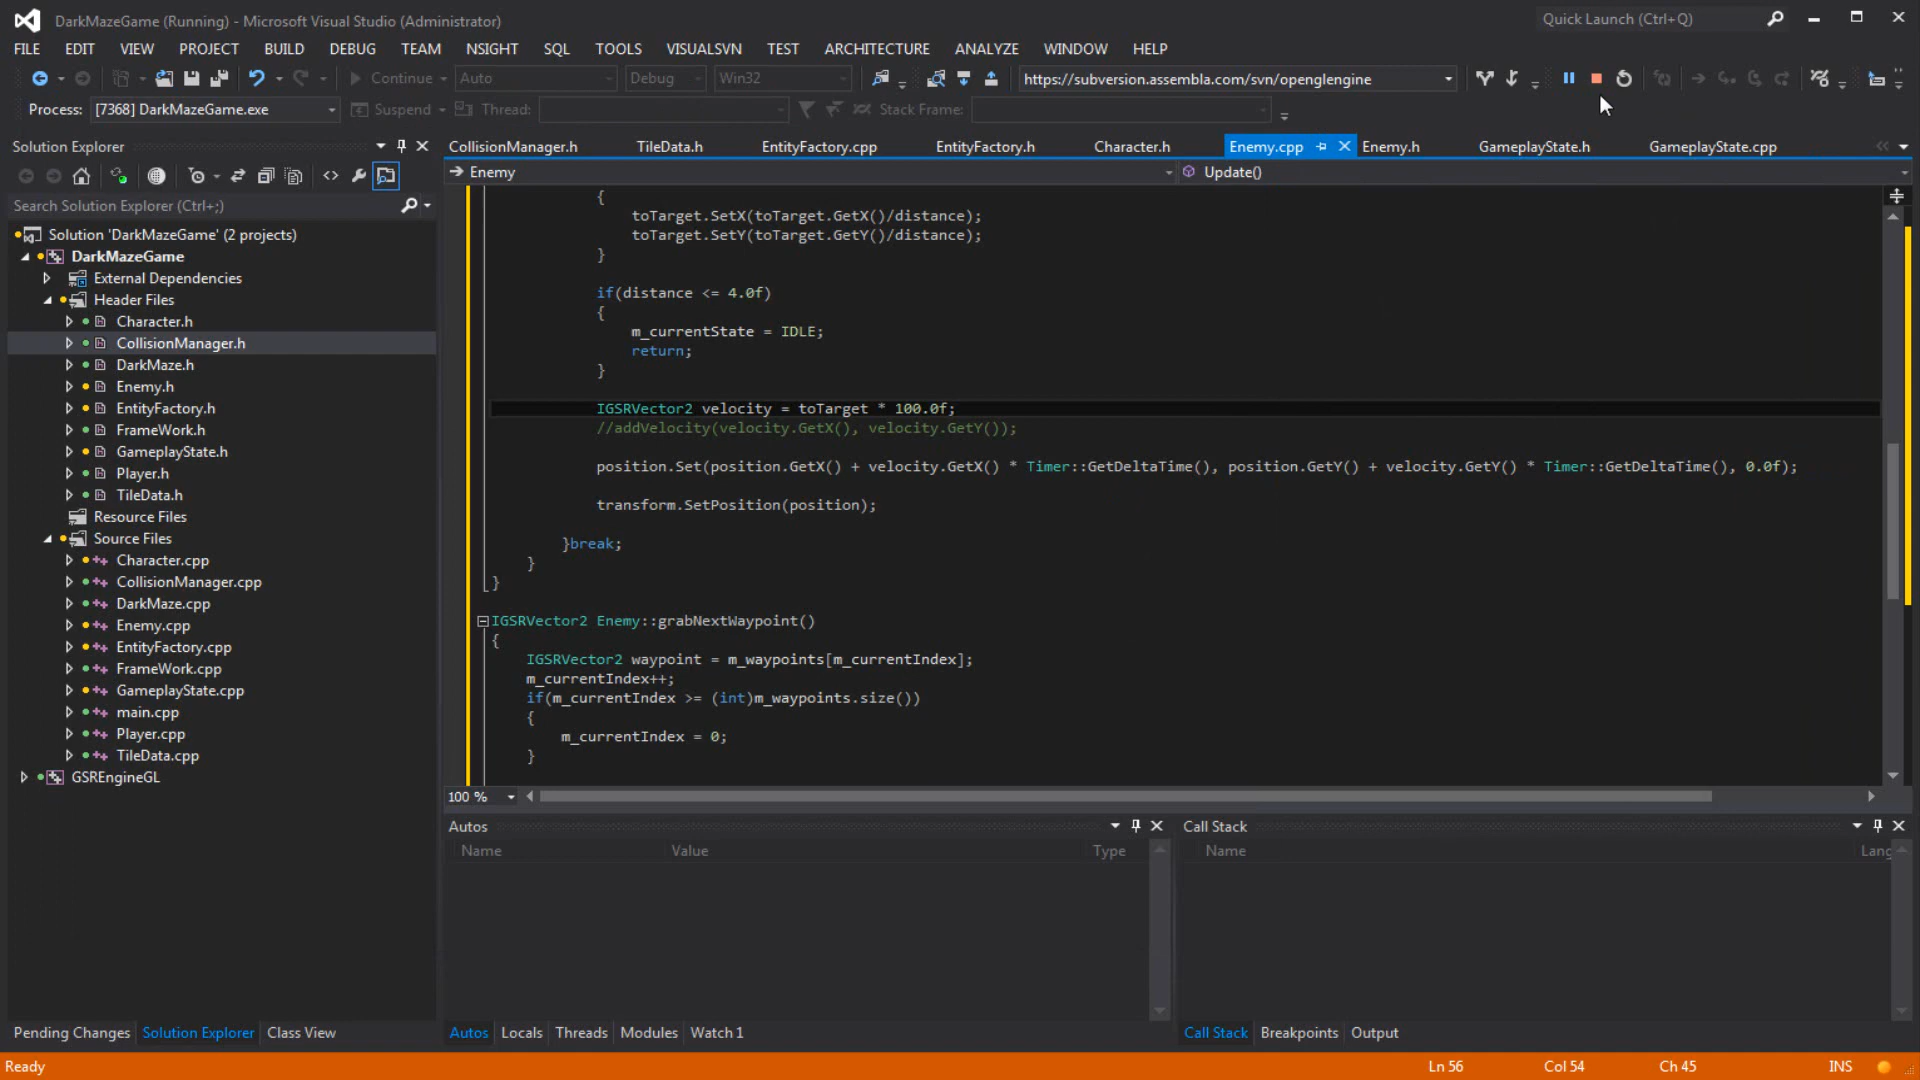 DarkMazeGame (Running) - Microsoft Visual Studio (Administrator)
Quick Launch (Ctrl+Q)
FILE EDIT VIEW PROJECT BUILD DEBUG TEAM NSIGHT SQL TOOLS VISUALSVN TEST ARCHITECTURE ANALYZE WINDOW HELP
Continue Auto Debug Win32 https://subversion.assembla.com/svn/openglengine
Process: [7368] DarkMazeGame.exe Suspend Thread: Stack Frame:
Solution Explorer
CollisionManager.h TileData.h EntityFactory.cpp EntityFactory.h Character.h Enemy.cpp Enemy.h GameplayState.h GameplayState.cpp
Enemy Update()
Search Solution Explorer (Ctrl+;)
Solution 'DarkMazeGame' (2 projects)
DarkMazeGame
External Dependencies
Header Files
Character.h
CollisionManager.h
DarkMaze.h
Enemy.h
EntityFactory.h
FrameWork.h
GameplayState.h
Player.h
TileData.h
Resource Files
Source Files
Character.cpp
CollisionManager.cpp
DarkMaze.cpp
Enemy.cpp
EntityFactory.cpp
FrameWork.cpp
GameplayState.cpp
main.cpp
Player.cpp
TileData.cpp
GSREngineGL
{
toTarget.SetX(toTarget.GetX()/distance);
toTarget.SetY(toTarget.GetY()/distance);
}
if(distance <= 4.0f)
{
m_currentState = IDLE;
return;
}
IGSRVector2 velocity = toTarget * 100.0f;
//addVelocity(velocity.GetX(), velocity.GetY());
position.Set(position.GetX() + velocity.GetX() * Timer::GetDeltaTime(), position.GetY() + velocity.GetY() * Timer::GetDeltaTime(), 0.0f);
transform.SetPosition(position);
}break;
}
}
IGSRVector2 Enemy::grabNextWaypoint()
{
IGSRVector2 waypoint = m_waypoints[m_currentIndex];
m_currentIndex++;
if(m_currentIndex >= (int)m_waypoints.size())
{
m_currentIndex = 0;
}
100 %
Autos
Name Value Type
Call Stack
Name Lang
Pending Changes Solution Explorer Class View
Autos Locals Threads Modules Watch 1
Call Stack Breakpoints Output
Ready Ln 56 Col 54 Ch 45 INS